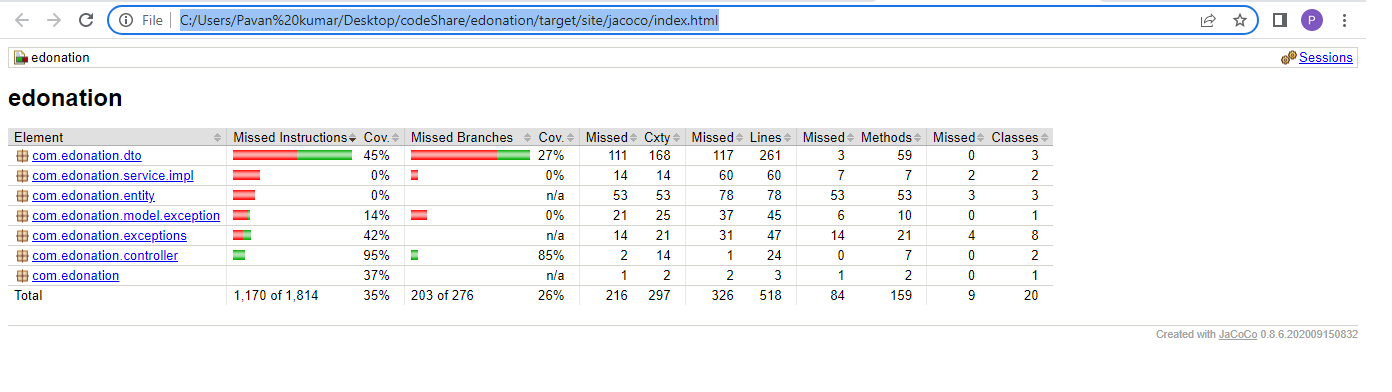 File C:/Users/Pavan%20kumar/Desktop/codeShare/edonation/target/site/jacoco/index.html P
edonation Sessions
edonation
Element Missed Instructions Cov. Missed Branches Cov. Missed Cxty Missed Lines Missed Methods Missed Classes
com.edonation.dto 45% 27% 111 168 117 261 3 59 0 3
com.edonation.service.impl 0% 0% 14 14 60 60 7 7 2 2
com.edonation.entity 0% n/a 53 53 78 78 53 53 3 3
com.edonation.model.exception 14% 0% 21 25 37 45 6 10 0 1
com.edonation.exceptions 42% n/a 14 21 31 47 14 21 4 8
com.edonation.controller 95% 85% 2 14 1 24 0 7 0 2
com.edonation 37% n/a 1 2 2 3 1 2 0 1
Total 1,170 of 1,814 35% 203 of 276 26% 216 297 326 518 84 159 9 20
Created with JaCoCo 0.8.6.202009150832